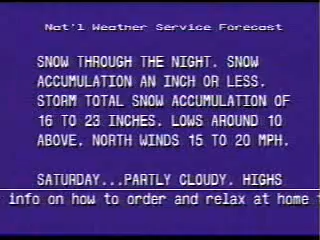 Nat'l Weather Service Forecast
SNOW THROUGH THE NIGHT. SNOW
ACCUMULATION AN INCH OR LESS.
STORM TOTAL SNOW ACCUMULATION OF
16 TO 23 INCHES. LOWS AROUND 10
ABOVE. NORTH WINDS 15 TO 20 MPH.
SATURDAY...PARTLY CLOUDY. HIGHS
info on how to order and relax at home